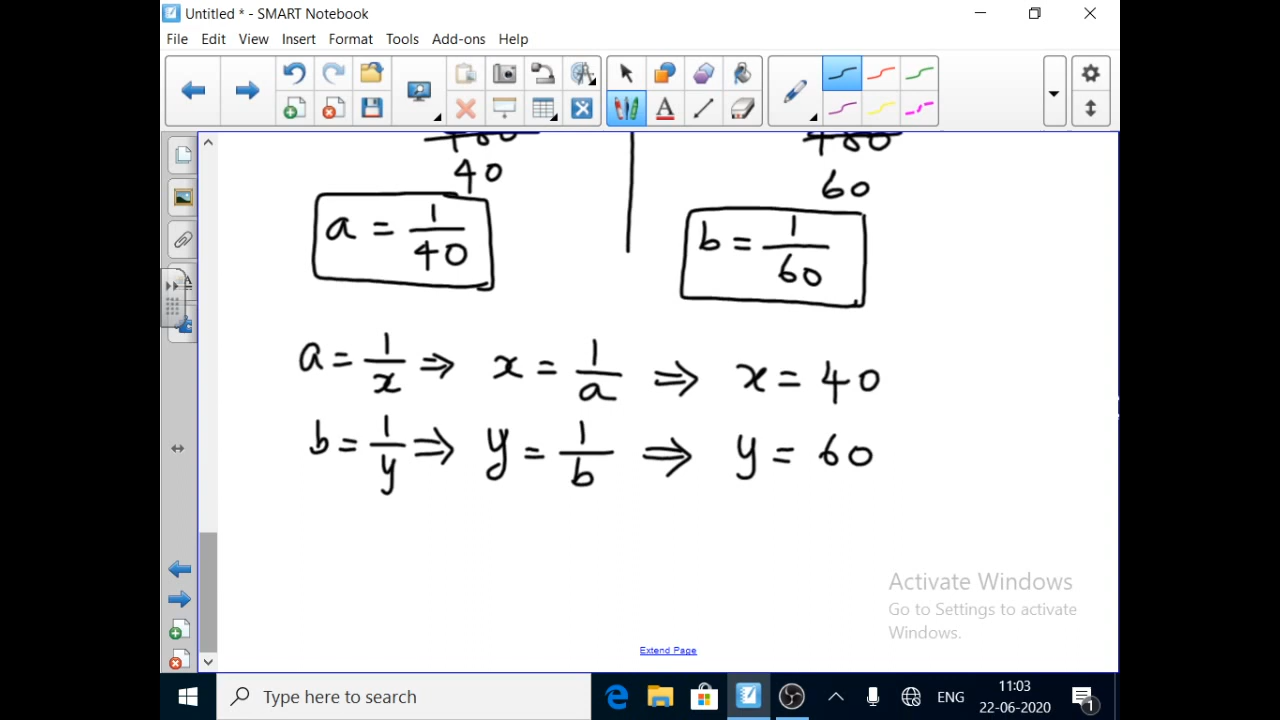 Untitled * - SMART Notebook
File Edit View Insert Format Tools Add-ons Help
40
60
a = 1/40
b = 1/60
a = 1/x ⇒ x = 1/a ⇒ x = 40
b = 1/y ⇒ y = 1/b ⇒ y = 60
Activate Windows
Go to Settings to activate
Windows.
Extend Page
Type here to search
ENG
11:03
22-06-2020
1